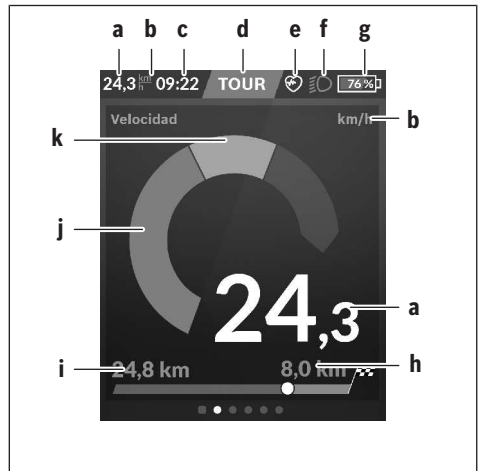 a b c d e f g
24,3 km/h 09:22 TOUR 76 %
Velocidad km/h b
k
j
24,3 a
i 24,8 km 8,0 km h